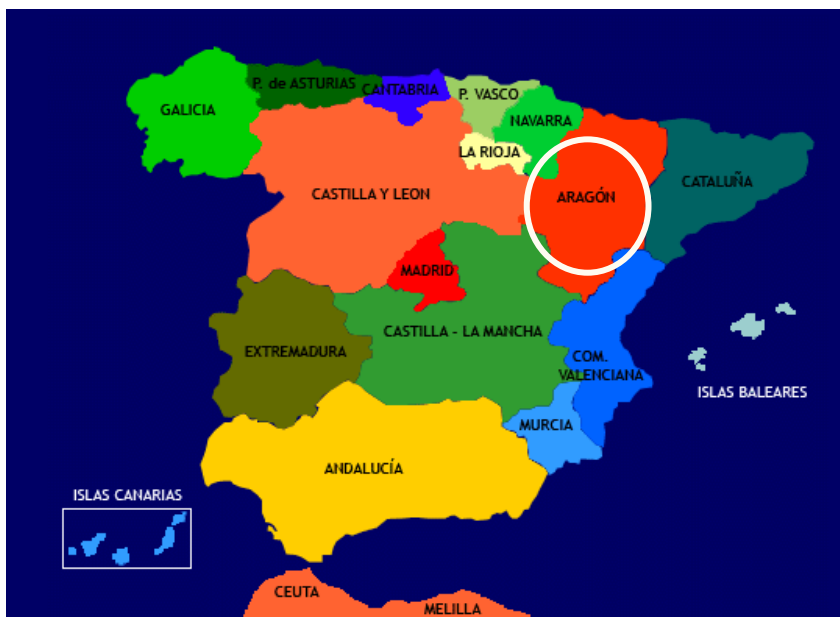 P. de ASTURIAS
CANTABRIA
P. VASCO
GALICIA
NAVARRA
LA RIOJA
CATALUÑA
CASTILLA Y LEON
ARAGÓN
MADRID
CASTILLA - LA MANCHA
EXTREMADURA
COM.
VALENCIANA
ISLAS BALEARES
MURCIA
ANDALUCÍA
ISLAS CANARIAS
CEUTA
MELILLA